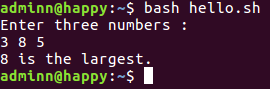 adminn@happy:~$ bash hello.sh
Enter three numbers :
3 8 5
8 is the largest.
adminn@happy:~$